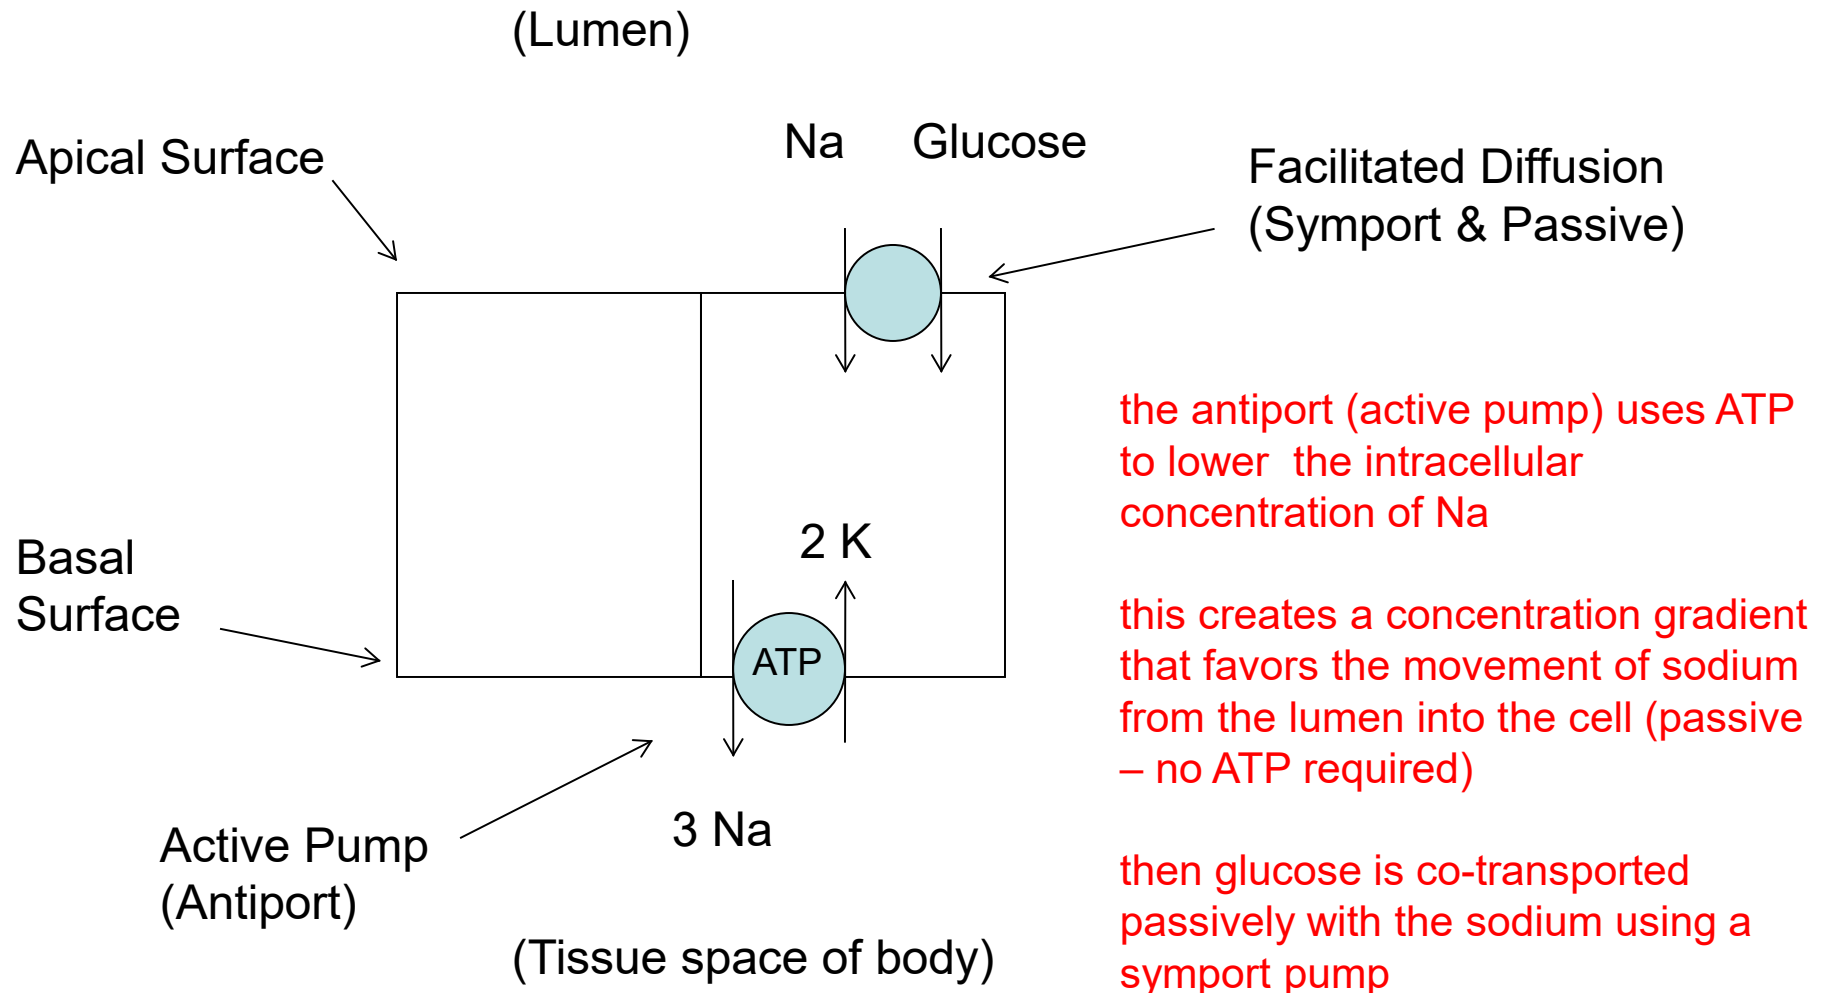 (Lumen)
Apical Surface
Na Glucose
Facilitated Diffusion
(Symport & Passive)
the antiport (active pump) uses ATP
to lower  the intracellular
concentration of Na
2 K
Basal
Surface
ATP
this creates a concentration gradient
that favors the movement of sodium
from the lumen into the cell (passive
– no ATP required)
3 Na
Active Pump
(Antiport)
then glucose is co-transported
passively with the sodium using a
symport pump
(Tissue space of body)